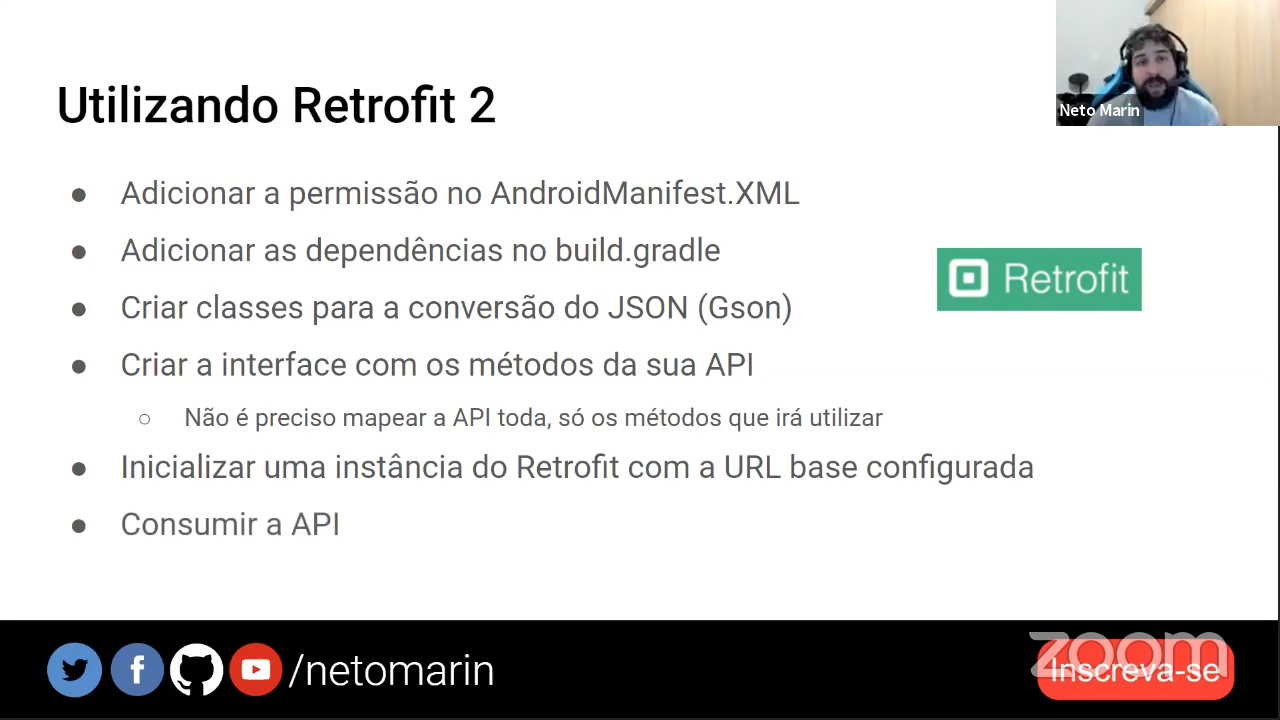 Utilizando Retrofit 2
Neto Marin
● Adicionar a permissão no AndroidManifest.XML
● Adicionar as dependências no build.gradle
Retrofit
● Criar classes para a conversão do JSON (Gson)
● Criar a interface com os métodos da sua API
○ Não é preciso mapear a API toda, só os métodos que irá utilizar
● Inicializar uma instância do Retrofit com a URL base configurada
● Consumir a API
/netomarin
zoom
Inscreva-se